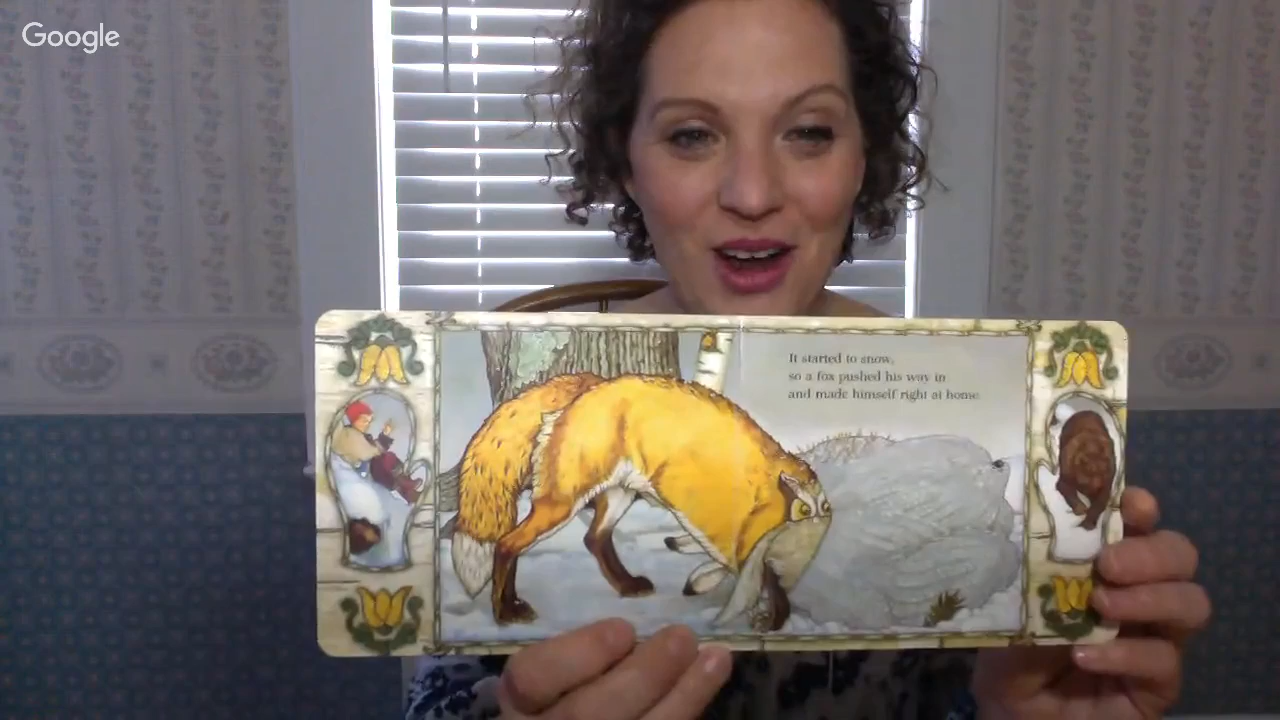 Google
It started to snow,
so a fox pushed his way in
and made himself right at home.